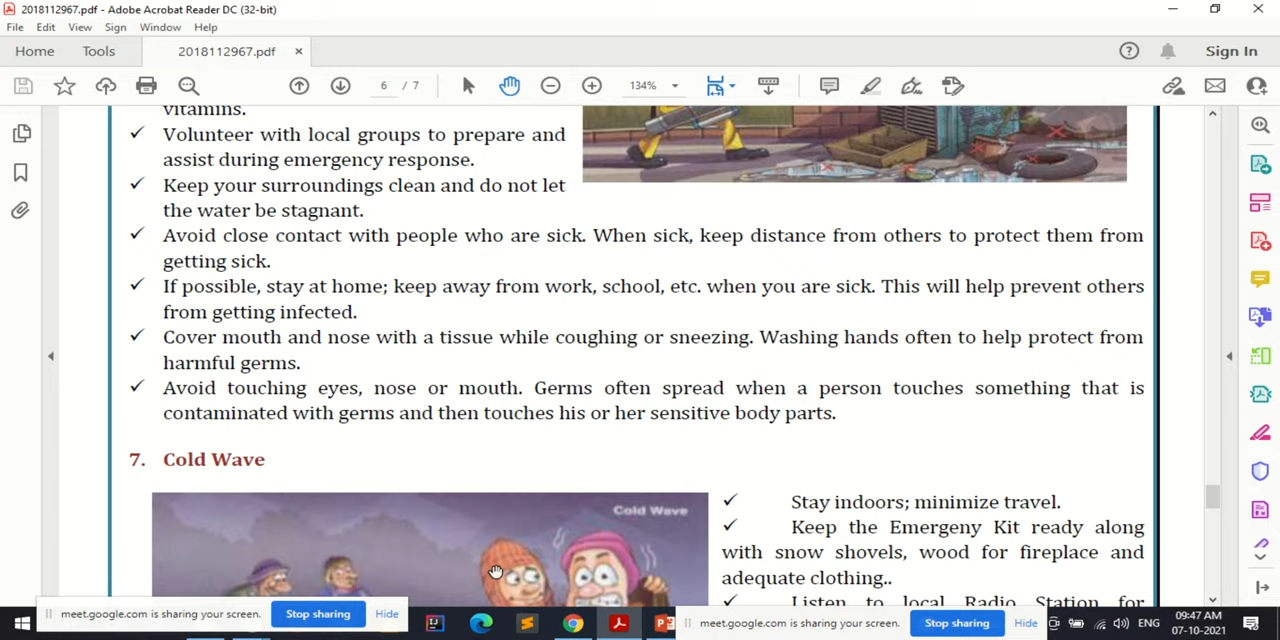 2018112967.pdf - Adobe Acrobat Reader DC (32-bit)
File Edit View Sign Window Help
Home Tools 2018112967.pdf × Sign In
6 / 7 134%
vitamins.
✓ Volunteer with local groups to prepare and
assist during emergency response.
✓ Keep your surroundings clean and do not let
the water be stagnant.
✓ Avoid close contact with people who are sick. When sick, keep distance from others to protect them from
getting sick.
✓ If possible, stay at home; keep away from work, school, etc. when you are sick. This will help prevent others
from getting infected.
✓ Cover mouth and nose with a tissue while coughing or sneezing. Washing hands often to help protect from
harmful germs.
✓ Avoid touching eyes, nose or mouth. Germs often spread when a person touches something that is
contaminated with germs and then touches his or her sensitive body parts.
7. Cold Wave
Cold Wave
✓ Stay indoors; minimize travel.
✓ Keep the Emergeny Kit ready along
with snow shovels, wood for fireplace and
adequate clothing..
✓ Listen to local Radio Station for
meet.google.com is sharing your screen. Stop sharing Hide
meet.google.com is sharing your screen. Stop sharing Hide
ENG
09:47 AM
07-10-2021